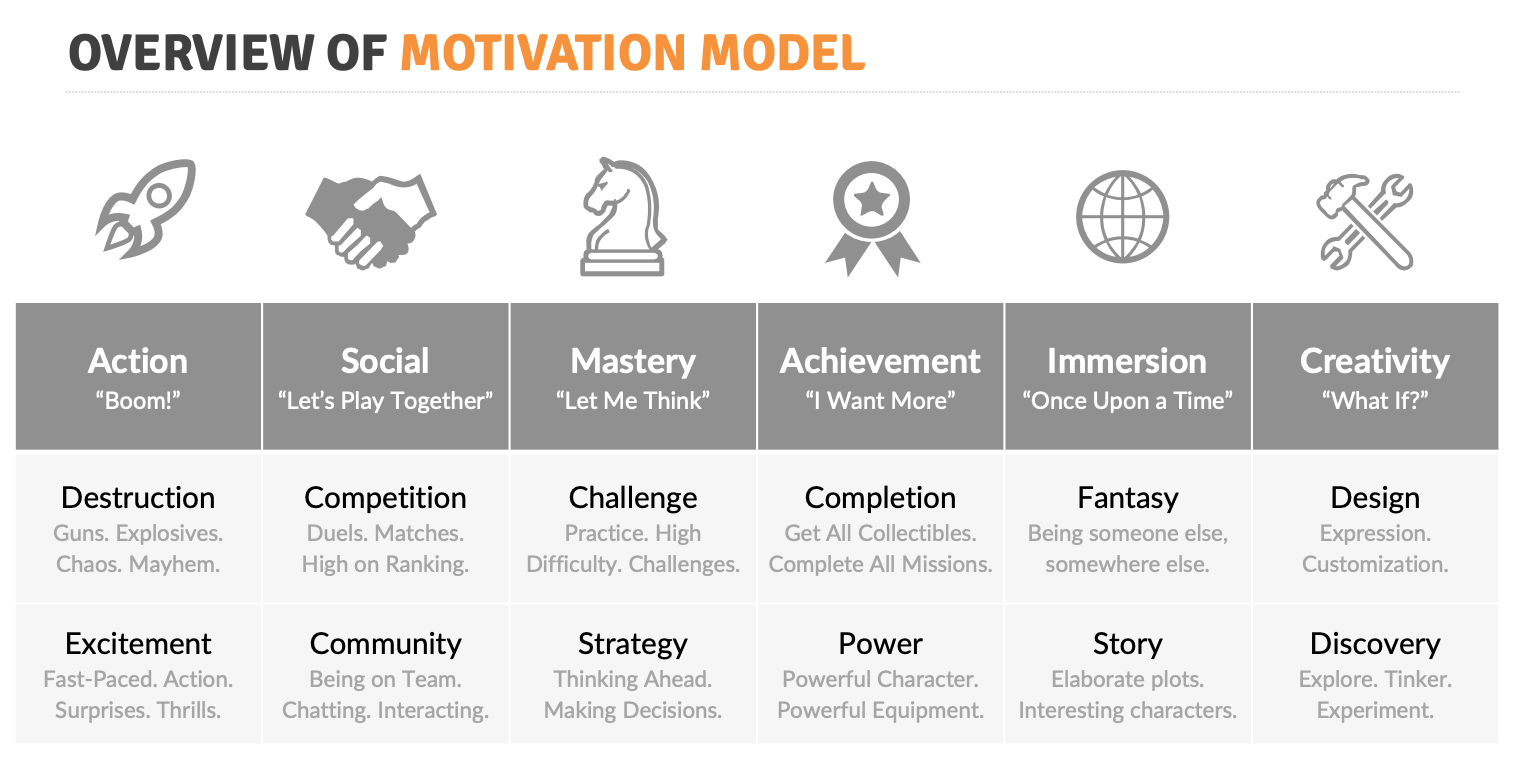 OVERVIEW OF MOTIVATION MODEL
Action
“Boom!”
Social
“Let’s Play Together”
Mastery
“Let Me Think”
Achievement
“I Want More”
Immersion
“Once Upon a Time”
Creativity
“What If?”
Destruction
Guns. Explosives.
Chaos. Mayhem.
Competition
Duels. Matches.
High on Ranking.
Challenge
Practice. High
Difficulty. Challenges.
Completion
Get All Collectibles.
Complete All Missions.
Fantasy
Being someone else,
somewhere else.
Design
Expression.
Customization.
Excitement
Fast-Paced. Action.
Surprises. Thrills.
Community
Being on Team.
Chatting. Interacting.
Strategy
Thinking Ahead.
Making Decisions.
Power
Powerful Character.
Powerful Equipment.
Story
Elaborate plots.
Interesting characters.
Discovery
Explore. Tinker.
Experiment.